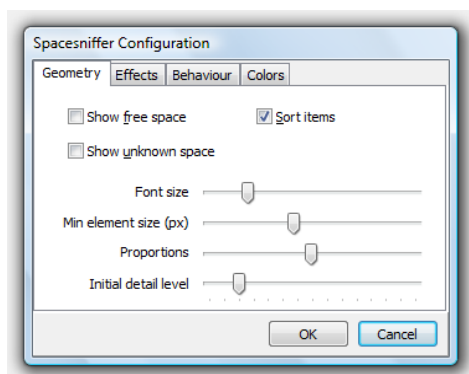 Spacesniffer Configuration
Geometry Effects Behaviour Colors
Show free space Sort items
Show unknown space
Font size
Min element size (px)
Proportions
Initial detail level
OK Cancel